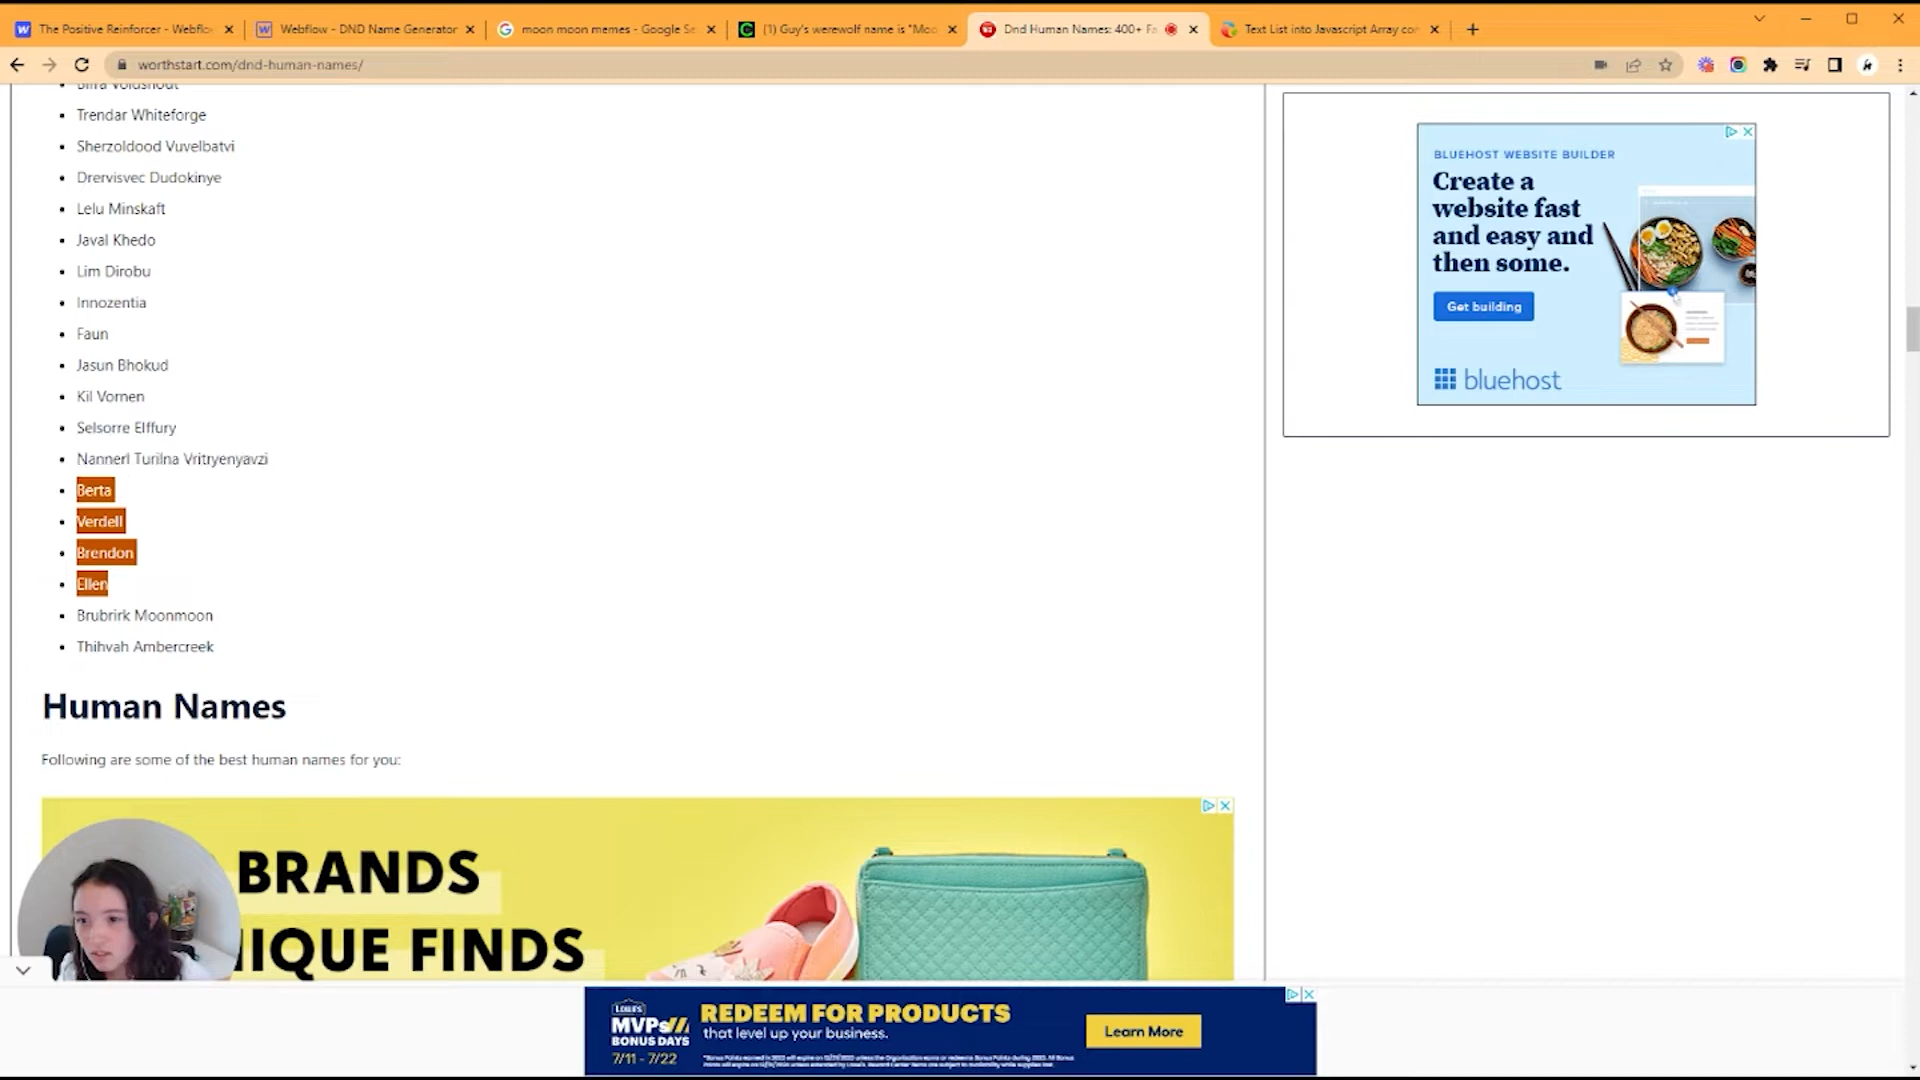 The Positive Reinforcer - Webflo
Webflow - DND Name Generator
moon moon memes - Google Se
(1) Guy's werewolf name is "Moo
Dnd Human Names: 400+ Fa
Text List into Javascript Array con
worthstart.com/dnd-human-names/
Trendar Whiteforge
Sherzoldood Vuvelbatvi
Drervisvec Dudokinye
Lelu Minskaft
Javal Khedo
Lim Dirobu
Innozentia
Faun
Jasun Bhokud
Kil Vornen
Selsorre Elffury
Nannerl Turilna Vritryenyavzi
Berta
Verdell
Brendon
Ellen
Brubrirk Moonmoon
Thihvah Ambercreek
Human Names
Following are some of the best human names for you:
BLUEHOST WEBSITE BUILDER
Create a
website fast
and easy and
then some.
Get building
bluehost
BRANDS
IQUE FINDS
LOWE'S
MVPs
BONUS DAYS
7/11 - 7/22
REDEEM FOR PRODUCTS
that level up your business.
Learn More